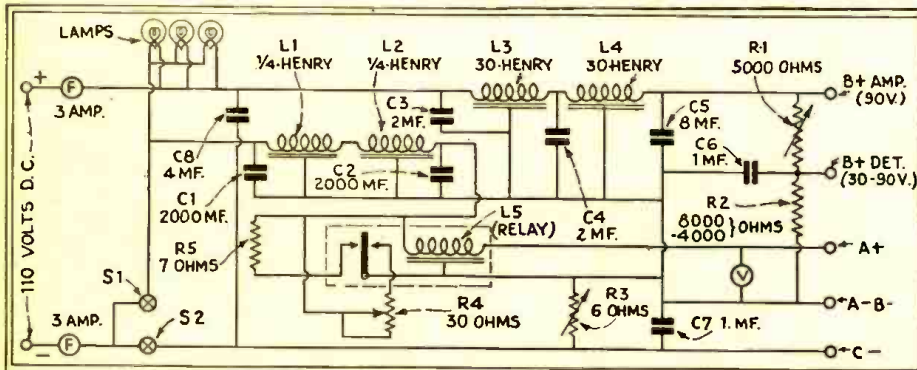 LAMPS
L1
1/4-HENRY
L2
1/4-HENRY
L3
30-HENRY
L4
30-HENRY
R-1
5000 OHMS
B+ AMP.
(90V.)
+
F
3 AMP.
C3
2MF.
C5
8 MF.
C8
4 MF.
C6
1 MF.
B+ DET.
(30-90V.)
110 VOLTS D.C.
C1
2000 MF.
C2
2000 MF.
C4
2 MF.
R2
8000
-4000 } OHMS
L5
(RELAY)
R5
7 OHMS
A+
V
S1
R4
30 OHMS
R3
6 OHMS
A-B-
3 AMP.
F
S2
C7 1. MF.
-
C-